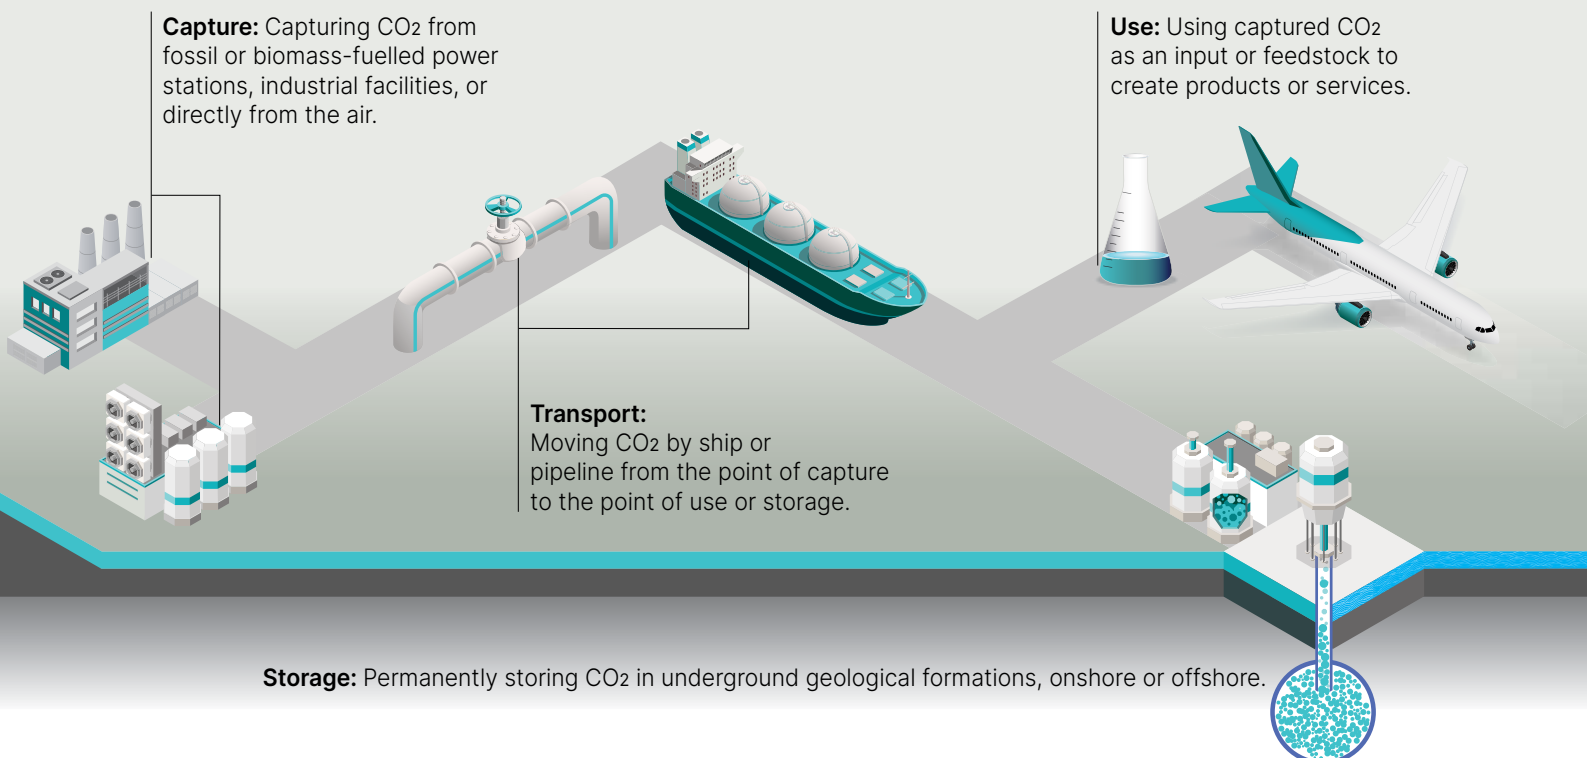 Capture: Capturing CO2 from
fossil or biomass-fuelled power
stations, industrial facilities, or
directly from the air.
Use: Using captured CO2
as an input or feedstock to
create products or services.
Transport:
Moving CO2 by ship or
pipeline from the point of capture
to the point of use or storage.
Storage: Permanently storing CO2 in underground geological formations, onshore or offshore.